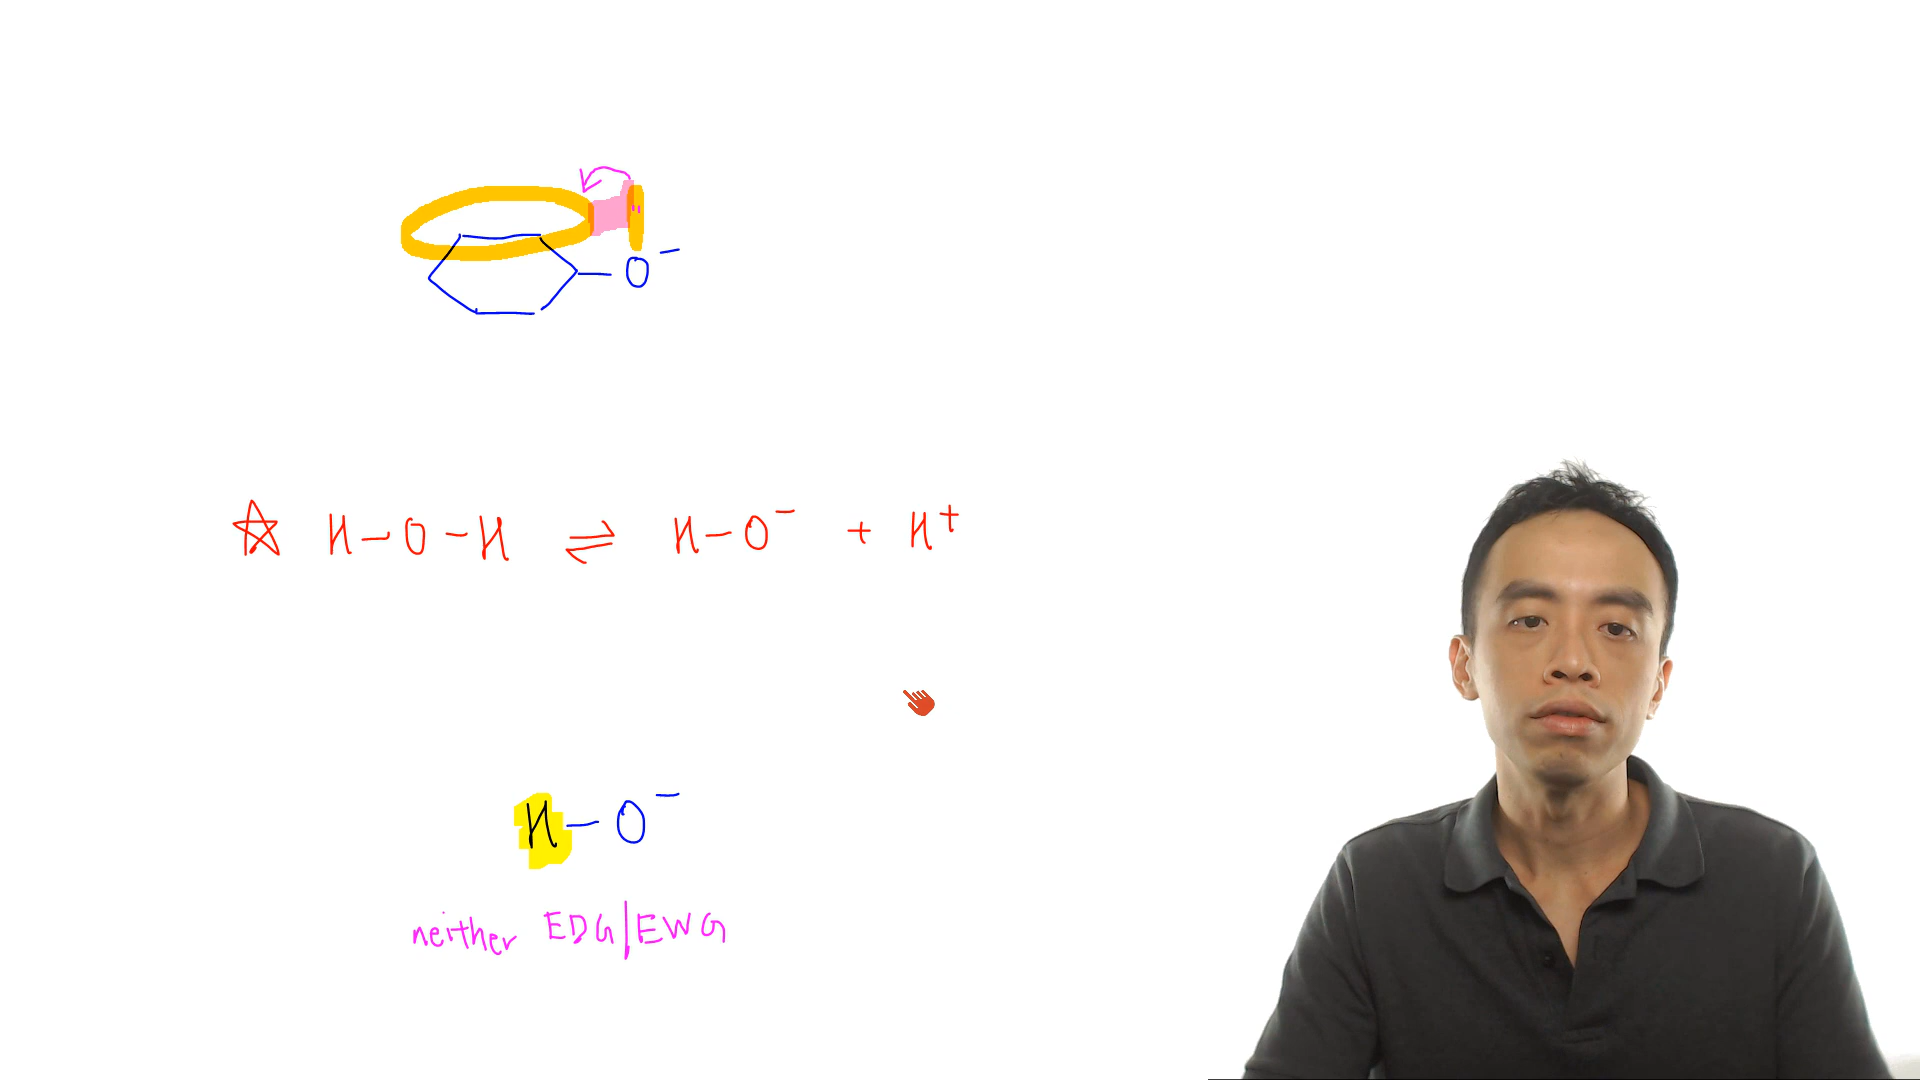 O⁻
☆ H-O-H ⇌ H-O⁻ + H⁺
H-O⁻
neither EDG/EWG